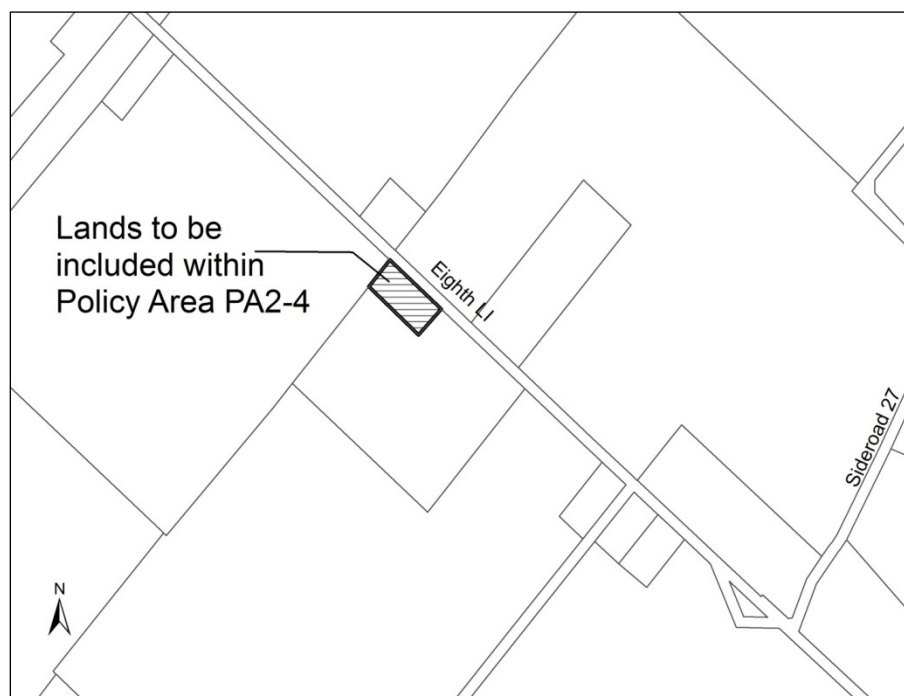 Lands to be
included within
Policy Area PA2-4
Eighth LI
Sideroad 27
N